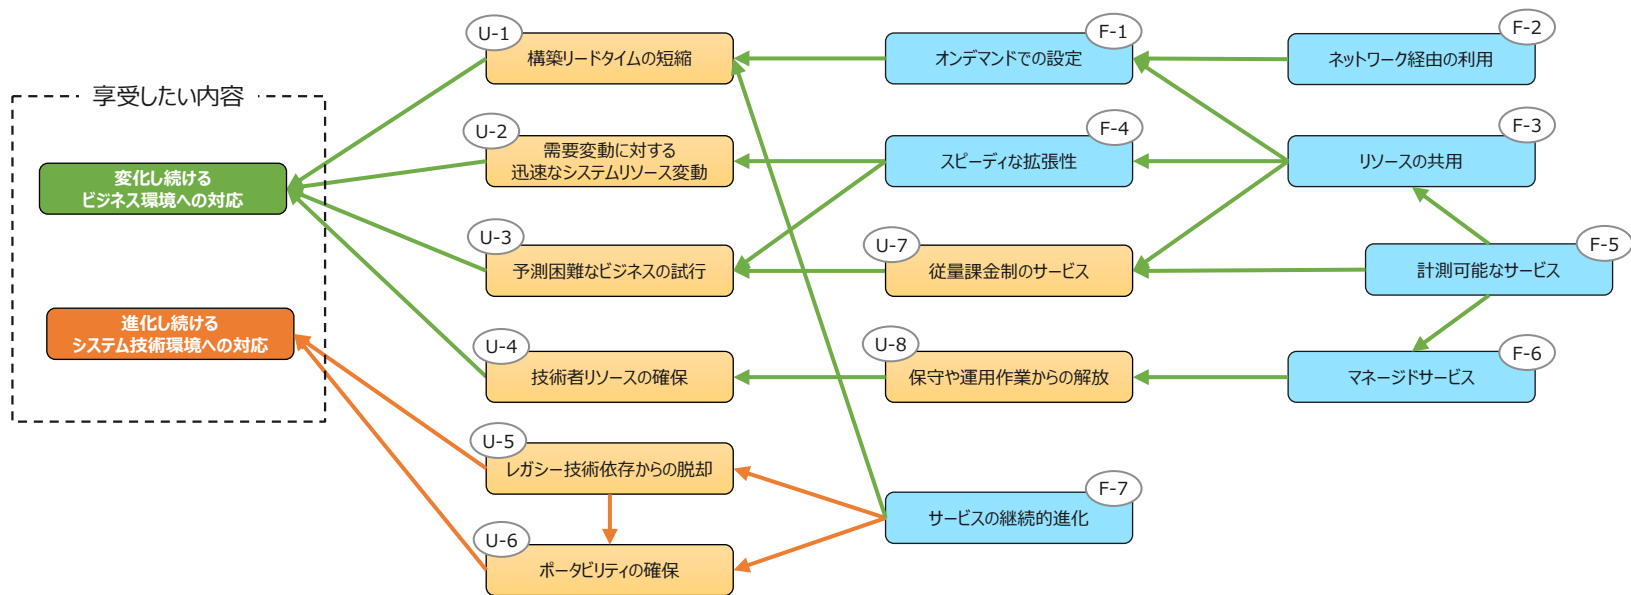 享受したい内容
変化し続ける
ビジネス環境への対応
進化し続ける
システム技術環境への対応
U-1
構築リードタイムの短縮
U-2
需要変動に対する
迅速なシステムリソース変動
U-3
予測困難なビジネスの試行
U-4
技術者リソースの確保
U-5
レガシー技術依存からの脱却
U-6
ポータビリティの確保
F-1
オンデマンドでの設定
F-4
スピーディな拡張性
U-7
従量課金制のサービス
U-8
保守や運用作業からの解放
F-7
サービスの継続的進化
F-2
ネットワーク経由の利用
F-3
リソースの共用
F-5
計測可能なサービス
F-6
マネージドサービス